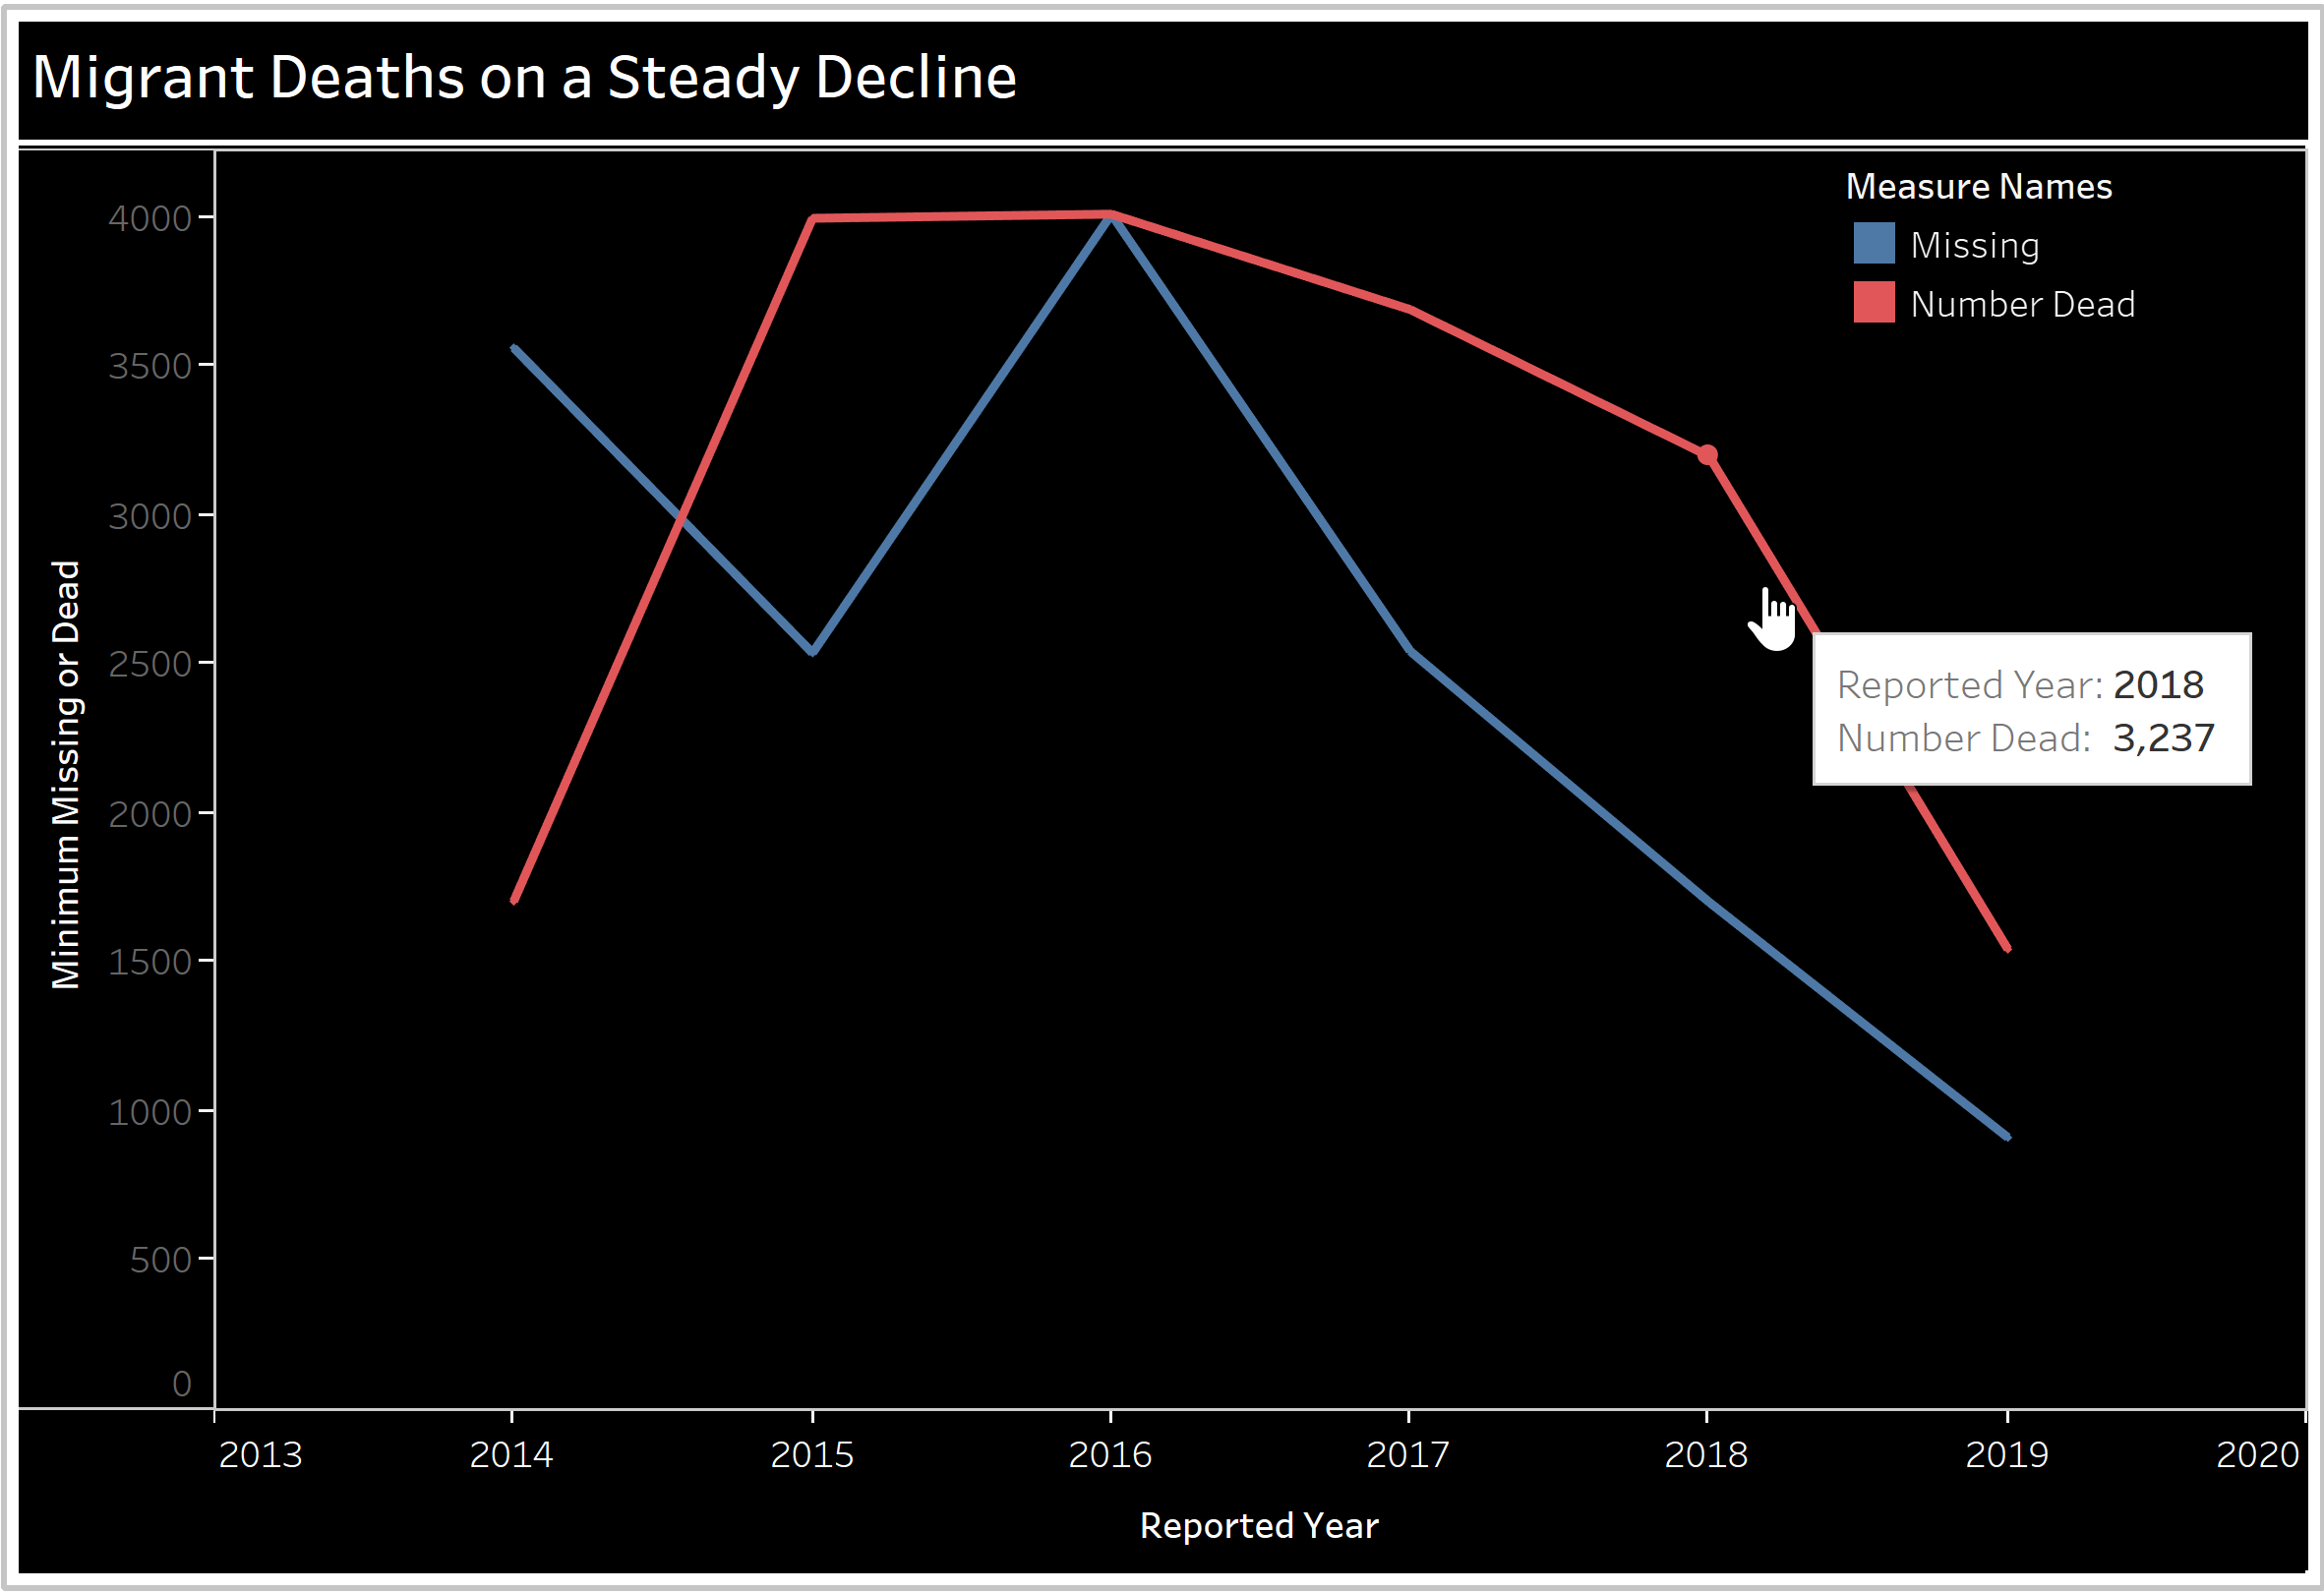 Migrant Deaths on a Steady Decline
Measure Names
Missing
Number Dead
Minimum Missing or Dead
4000
3500
3000
2500
2000
1500
1000
500
0
Reported Year: 2018
Number Dead: 3,237
2013 2014 2015 2016 2017 2018 2019 2020
Reported Year